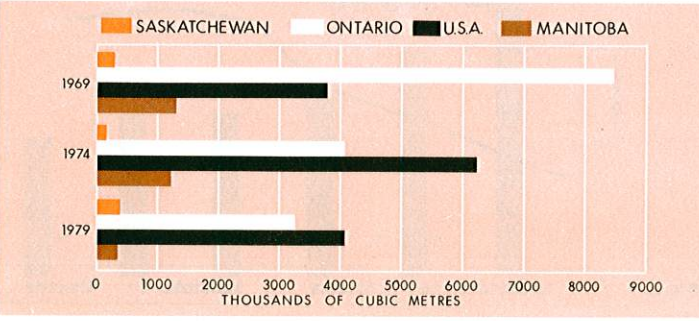 SASKATCHEWAN ONTARIO U.S.A. MANITOBA
1969
1974
1979
0 1000 2000 3000 4000 5000 6000 7000 8000 9000
THOUSANDS OF CUBIC METRES